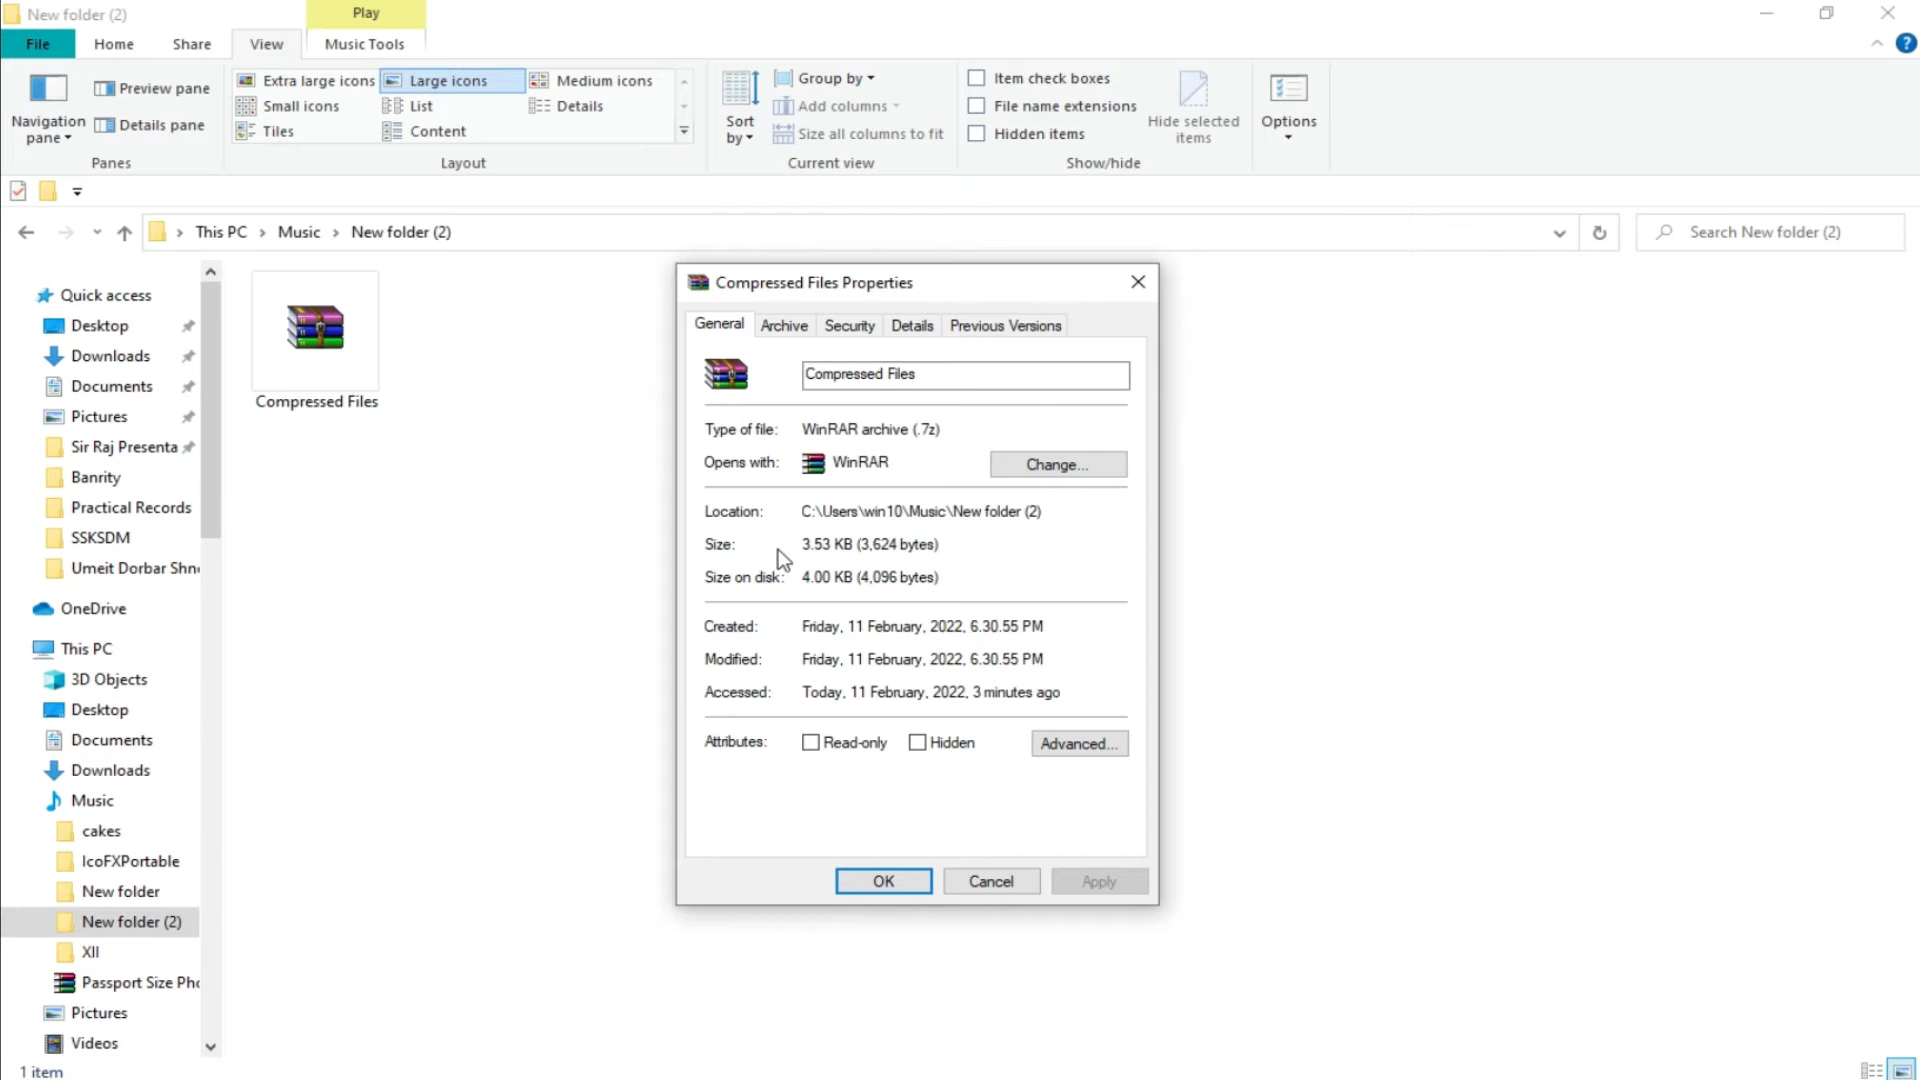 New folder (2)
Play
File
Home
Share
View
Music Tools
Navigation pane
Preview pane
Details pane
Panes
Extra large icons
Large icons
Medium icons
Small icons
List
Details
Tiles
Content
Layout
Sort by
Group by
Add columns
Size all columns to fit
Current view
Item check boxes
File name extensions
Hidden items
Hide selected items
Show/hide
Options
This PC > Music > New folder (2)
Search New folder (2)
Quick access
Desktop
Downloads
Documents
Pictures
Sir Raj Presenta
Banrity
Practical Records
SSKSDM
Umeit Dorbar Shn
OneDrive
This PC
3D Objects
Desktop
Documents
Downloads
Music
cakes
IcoFXPortable
New folder
New folder (2)
XII
Passport Size Pho
Pictures
Videos
1 item
Compressed Files
Compressed Files Properties
General
Archive
Security
Details
Previous Versions
Compressed Files
Type of file: WinRAR archive (.7z)
Opens with: WinRAR
Change...
Location: C:\Users\win10\Music\New folder (2)
Size: 3.53 KB (3,624 bytes)
Size on disk: 4.00 KB (4,096 bytes)
Created: Friday, 11 February, 2022, 6.30.55 PM
Modified: Friday, 11 February, 2022, 6.30.55 PM
Accessed: Today, 11 February, 2022, 3 minutes ago
Attributes: Read-only Hidden
Advanced...
OK
Cancel
Apply